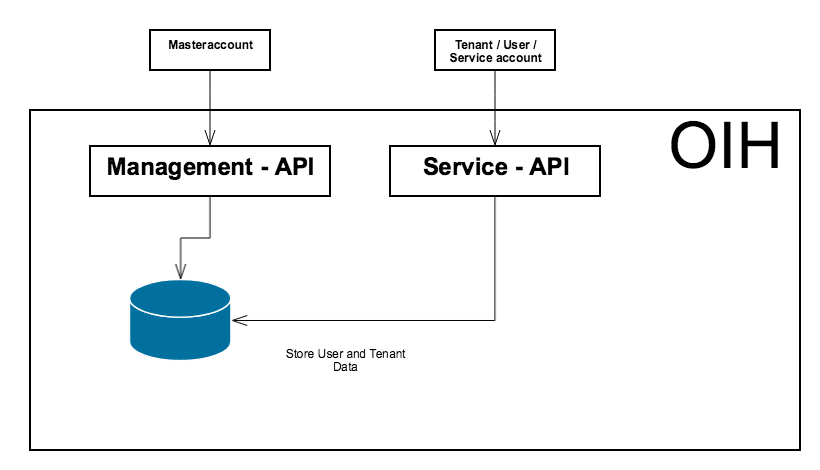 Masteraccount
Tenant / User /
Service account
OIH
Management - API
Service - API
Store User and Tenant
Data